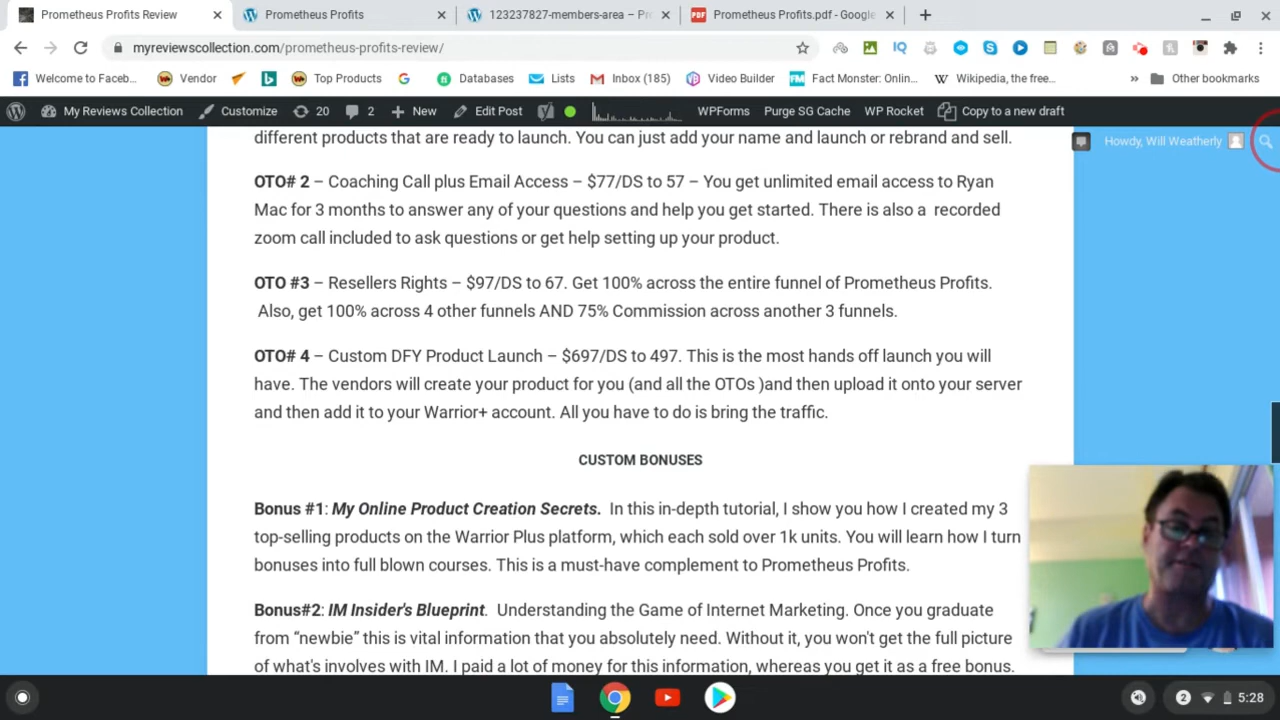 Prometheus Profits Review
Prometheus Profits
123237827-members-area – Pr
PDF
Prometheus Profits.pdf - Google
myreviewscollection.com/prometheus-profits-review/
IQ
Welcome to Faceb...
Vendor
Top Products
Databases
Lists
Inbox (185)
Video Builder
FM
Fact Monster: Onlin...
Wikipedia, the free...
»
Other bookmarks
My Reviews Collection
Customize
20
2
New
Edit Post
WPForms
Purge SG Cache
WP Rocket
Copy to a new draft
Howdy, Will Weatherly
different products that are ready to launch. You can just add your name and launch or rebrand and sell.
OTO# 2 – Coaching Call plus Email Access – $77/DS to 57 – You get unlimited email access to Ryan
Mac for 3 months to answer any of your questions and help you get started. There is also a recorded
zoom call included to ask questions or get help setting up your product.
OTO #3 – Resellers Rights – $97/DS to 67. Get 100% across the entire funnel of Prometheus Profits.
Also, get 100% across 4 other funnels AND 75% Commission across another 3 funnels.
OTO# 4 – Custom DFY Product Launch – $697/DS to 497. This is the most hands off launch you will
have. The vendors will create your product for you (and all the OTOs )and then upload it onto your server
and then add it to your Warrior+ account. All you have to do is bring the traffic.
CUSTOM BONUSES
Bonus #1: My Online Product Creation Secrets. In this in-depth tutorial, I show you how I created my 3
top-selling products on the Warrior Plus platform, which each sold over 1k units. You will learn how I turn
bonuses into full blown courses. This is a must-have complement to Prometheus Profits.
Bonus#2: IM Insider's Blueprint. Understanding the Game of Internet Marketing. Once you graduate
from “newbie” this is vital information that you absolutely need. Without it, you won't get the full picture
of what's involves with IM. I paid a lot of money for this information, whereas you get it as a free bonus.
2
5:28